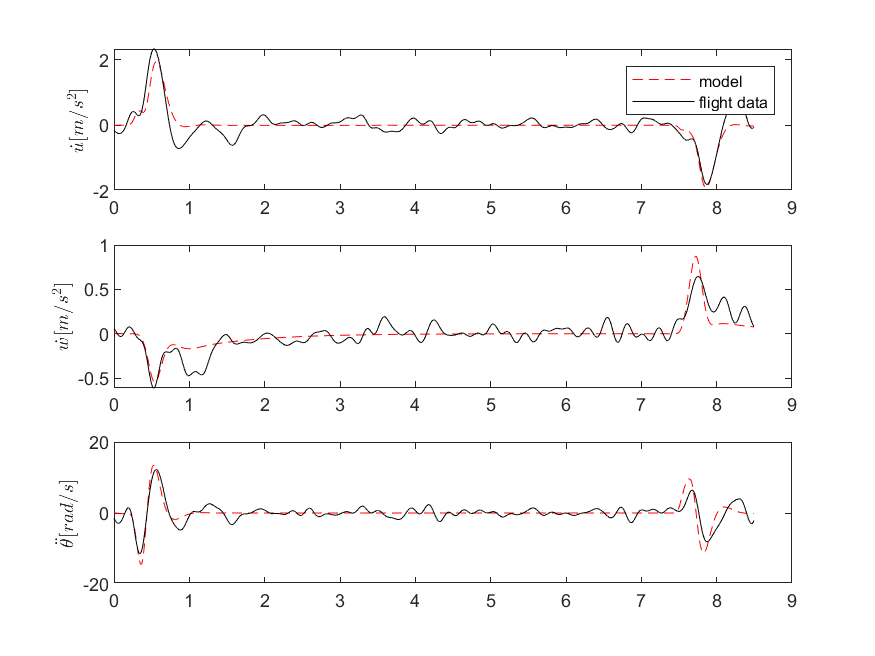 2
0
-2
u̇[m/s²]
model
flight data
0 1 2 3 4 5 6 7 8 9
1
0.5
0
-0.5
ẇ[m/s²]
0 1 2 3 4 5 6 7 8 9
20
0
-20
θ̈[rad/s]
0 1 2 3 4 5 6 7 8 9